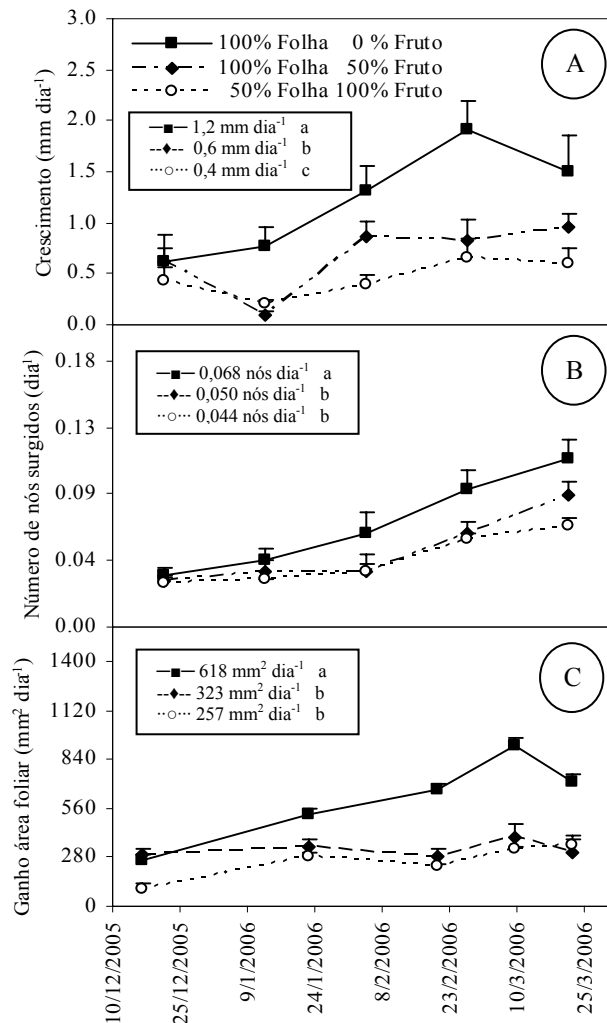 Crescimento (mm dia-1)
3.0
2.5
2.0
1.5
1.0
0.5
0.0
100% Folha 0 % Fruto
100% Folha 50% Fruto
50% Folha 100% Fruto
A
1,2 mm dia-1 a
0,6 mm dia-1 b
0,4 mm dia-1 c
Número de nós surgidos (dia1)
0.18
0.13
0.09
0.04
0.00
B
0,068 nós dia-1 a
0,050 nós dia-1 b
0,044 nós dia-1 b
Ganho área foliar (mm2 dia-1)
1400
1120
840
560
280
0
C
618 mm2 dia-1 a
323 mm2 dia-1 b
257 mm2 dia-1 b
10/12/2005
25/12/2005
9/1/2006
24/1/2006
8/2/2006
23/2/2006
10/3/2006
25/3/2006